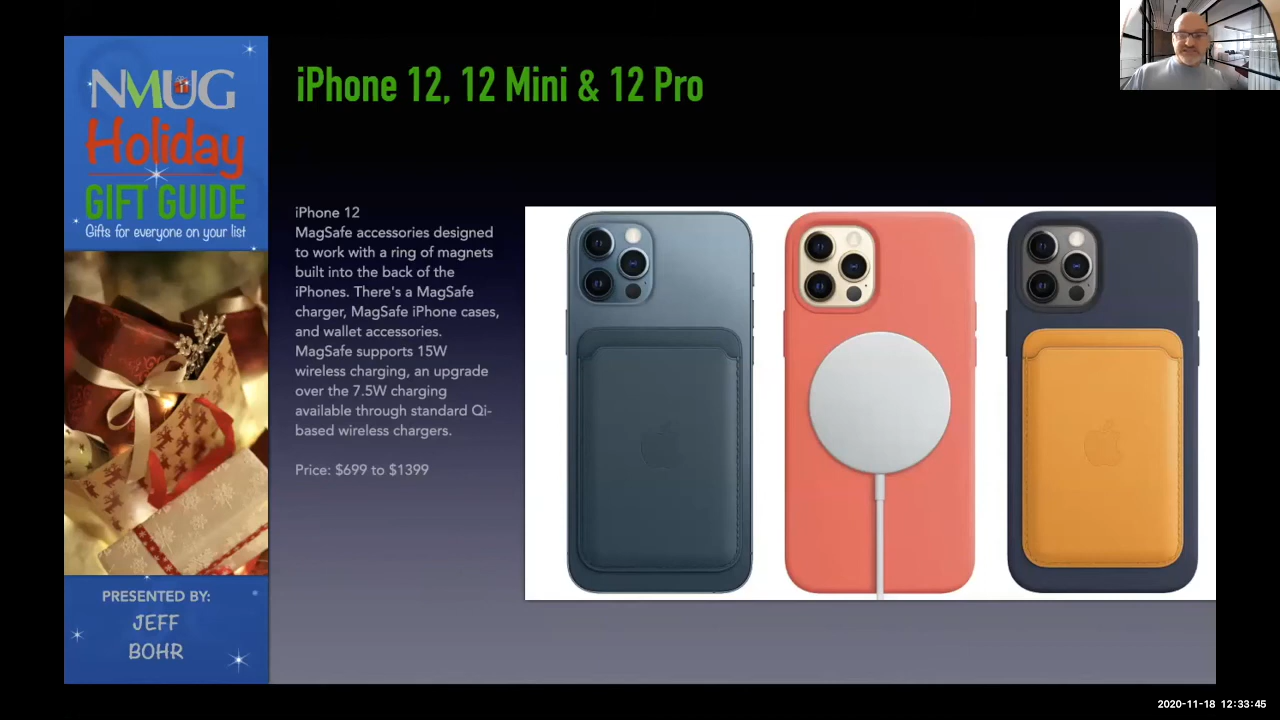 NMUG
Holiday
GIFT GUIDE
Gifts for everyone on your list
PRESENTED BY:
JEFF
BOHR
iPhone 12, 12 Mini & 12 Pro
iPhone 12
MagSafe accessories designed
to work with a ring of magnets
built into the back of the
iPhones. There's a MagSafe
charger, MagSafe iPhone cases,
and wallet accessories.
MagSafe supports 15W
wireless charging, an upgrade
over the 7.5W charging
available through standard Qi-
based wireless chargers.
Price: $699 to $1399
2020-11-18 12:33:45